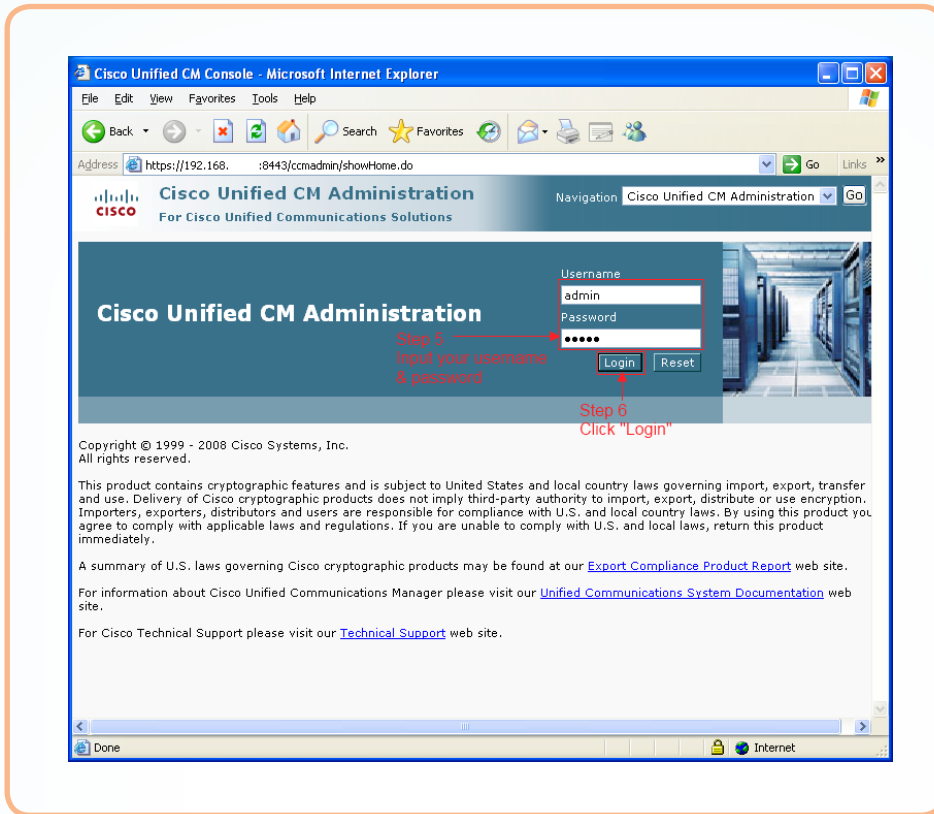 Cisco Unified CM Console - Microsoft Internet Explorer
File Edit View Favorites Tools Help
Back Search Favorites
Address https://192.168. :8443/ccmadmin/showHome.do Go Links »
cisco
Cisco Unified CM Administration
For Cisco Unified Communications Solutions
Navigation Cisco Unified CM Administration Go
Cisco Unified CM Administration
Username
admin
Password
•••••
Login Reset
Step 5
Input your username
& password
Step 6
Click "Login"
Copyright © 1999 - 2008 Cisco Systems, Inc.
All rights reserved.
This product contains cryptographic features and is subject to United States and local country laws governing import, export, transfer
and use. Delivery of Cisco cryptographic products does not imply third-party authority to import, export, distribute or use encryption.
Importers, exporters, distributors and users are responsible for compliance with U.S. and local country laws. By using this product you
agree to comply with applicable laws and regulations. If you are unable to comply with U.S. and local laws, return this product
immediately.
A summary of U.S. laws governing Cisco cryptographic products may be found at our Export Compliance Product Report web site.
For information about Cisco Unified Communications Manager please visit our Unified Communications System Documentation web
site.
For Cisco Technical Support please visit our Technical Support web site.
Done Internet